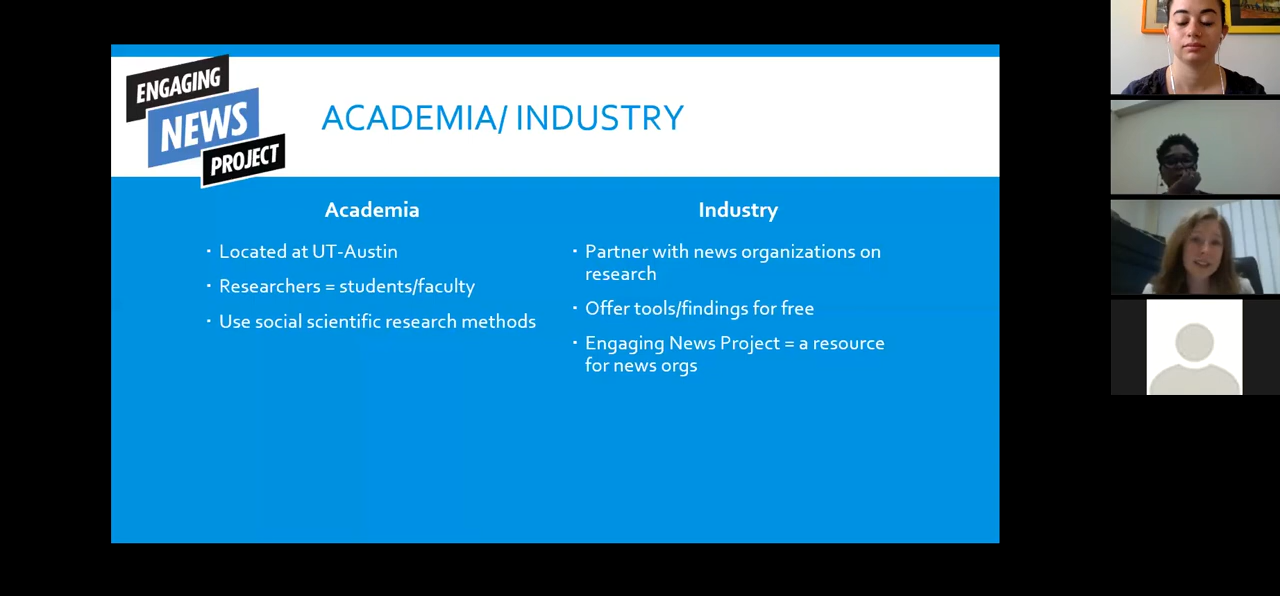 ENGAGING
NEWS
PROJECT
ACADEMIA/ INDUSTRY
Academia
· Located at UT-Austin
· Researchers = students/faculty
· Use social scientific research methods
Industry
· Partner with news organizations on
research
· Offer tools/findings for free
· Engaging News Project = a resource
for news orgs